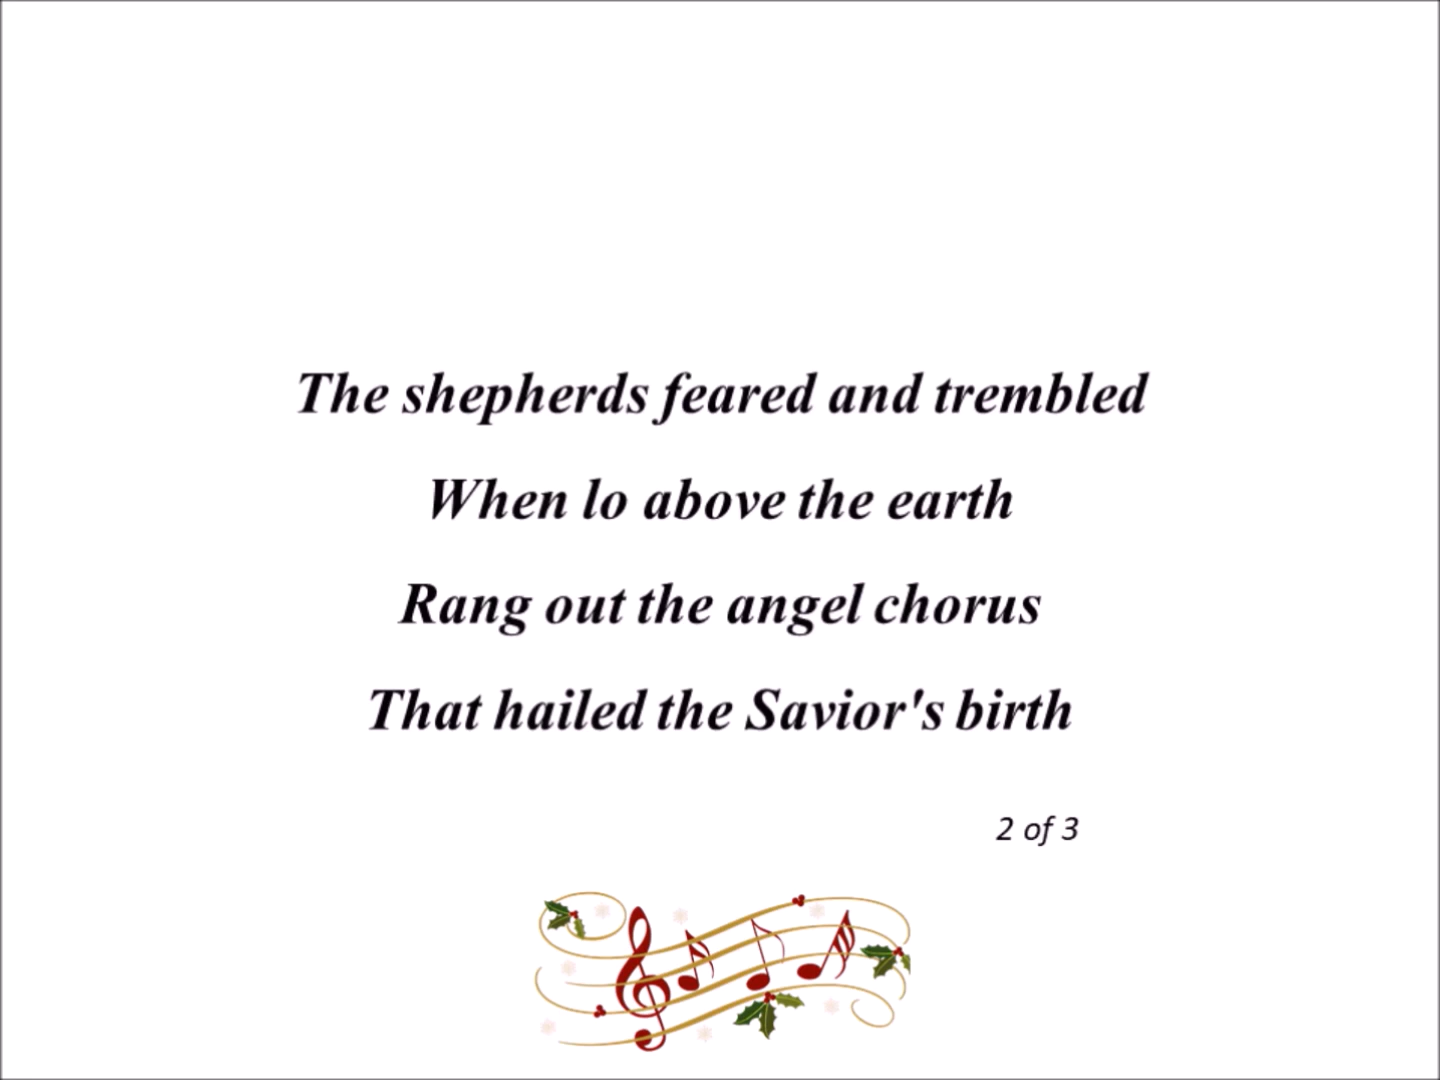 The shepherds feared and trembled
When lo above the earth
Rang out the angel chorus
That hailed the Savior's birth
2 of 3